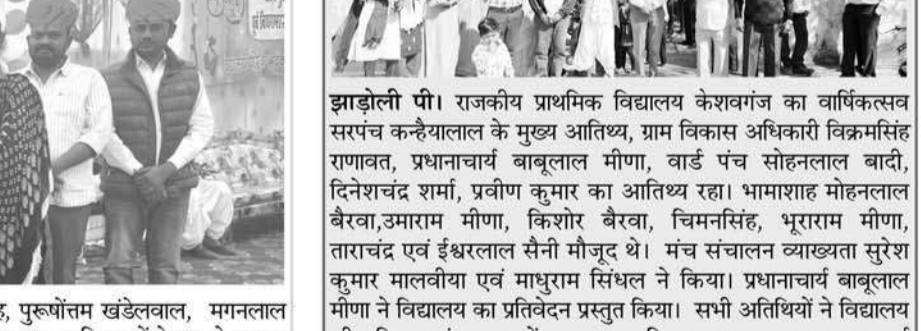 झाड़ोली पी। राजकीय प्राथमिक विद्यालय केशवगंज का वार्षिकत्सव
सरपंच कन्हैयालाल के मुख्य आतिथ्य, ग्राम विकास अधिकारी विक्रमसिंह
राणावत, प्रधानाचार्य बाबूलाल मीणा, वार्ड पंच सोहनलाल बादी,
दिनेशचंद्र शर्मा, प्रवीण कुमार का आतिथ्य रहा। भामाशाह मोहनलाल
बैरवा,उमाराम मीणा, किशोर बैरवा, चिमनसिंह, भूराराम मीणा,
ताराचंद्र एवं ईश्वरलाल सैनी मौजूद थे। मंच संचालन व्याख्यता सुरेश
कुमार मालवीया एवं माधुराम सिंधल ने किया। प्रधानाचार्य बाबूलाल
मीणा ने विद्यालय का प्रतिवेदन प्रस्तुत किया। सभी अतिथियों ने विद्यालय
पुरूषोंत्तम खंडेलवाल, मगनलाल